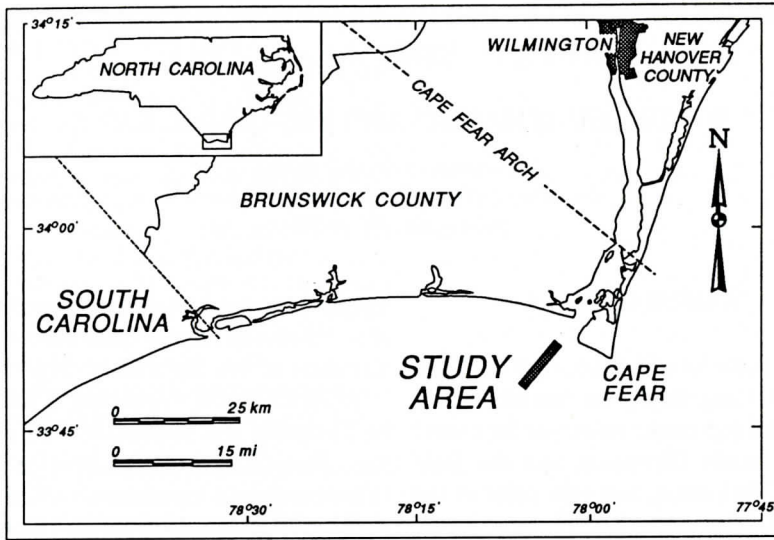 34°15'
NORTH CAROLINA
WILMINGTON
NEW
HANOVER
COUNTY
CAPE FEAR ARCH
N
BRUNSWICK COUNTY
34°00'
SOUTH
CAROLINA
STUDY
AREA
CAPE
FEAR
0 25 km
33°45'
0 15 mi
78°30' 78°15' 78°00' 77°45'